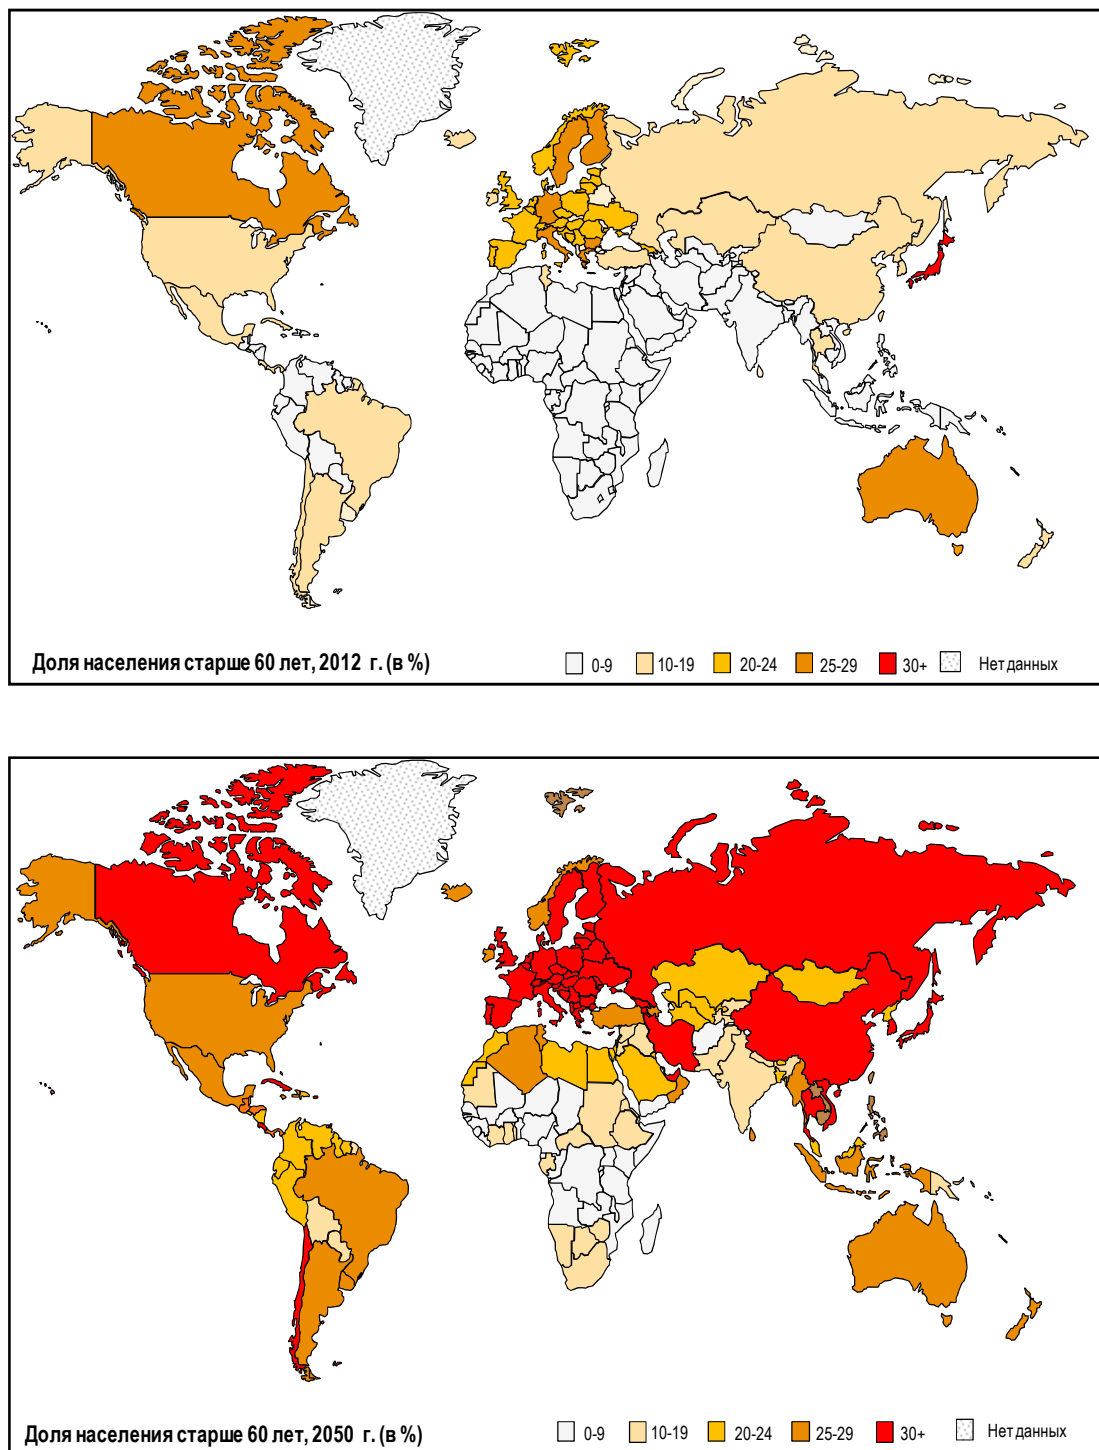 Доля населения старше 60 лет, 2012 г. (в %) 0-9 10-19 20-24 25-29 30+ Нет данных
Доля населения старше 60 лет, 2050 г. (в %) 0-9 10-19 20-24 25-29 30+ Нет данных